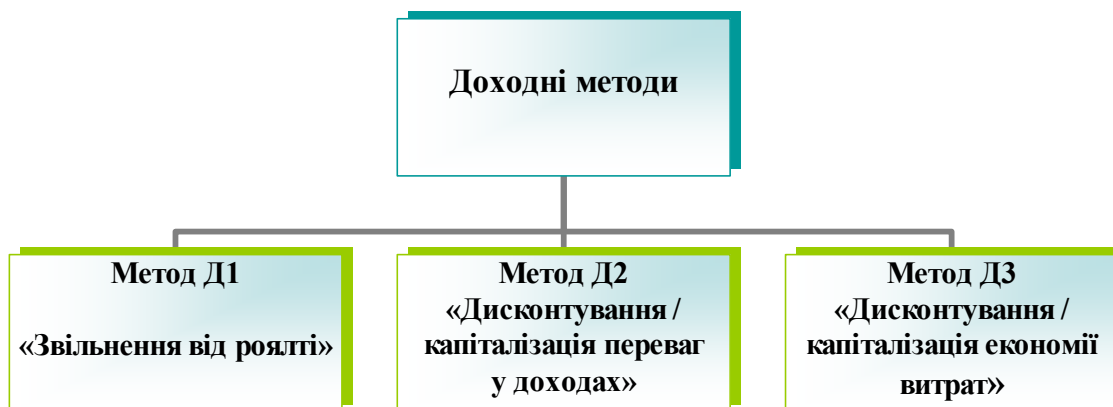 Доходні методи
Метод Д1
«Звільнення від роялті»
Метод Д2
«Дисконтування /
капіталізація переваг
у доходах»
Метод Д3
«Дисконтування /
капіталізація економії
витрат»